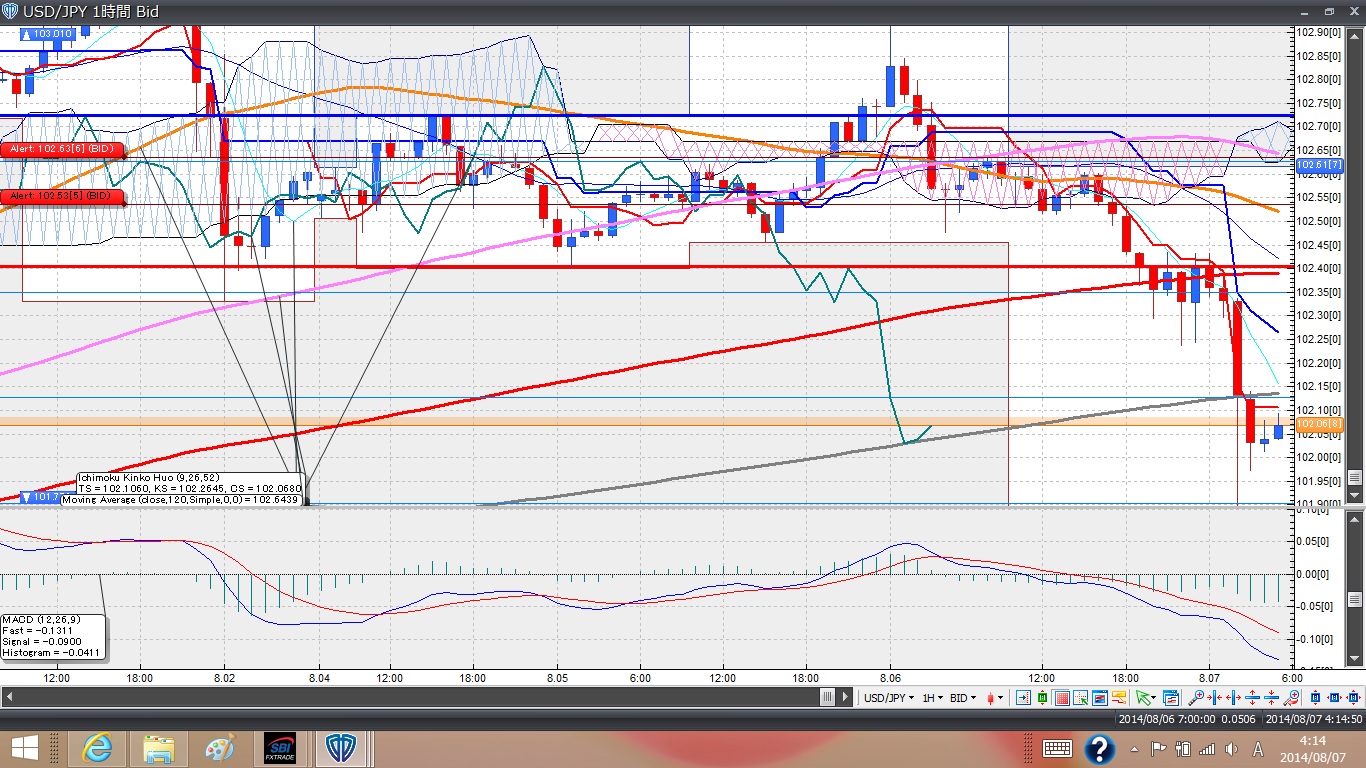 USD/JPY 1時間 Bid
103.010
102.90[0]
102.85[0]
102.80[0]
102.75[0]
102.70[0]
102.65[0]
102.61[7]
102.60[0]
102.55[0]
102.50[0]
102.45[0]
102.40[0]
102.35[0]
102.30[0]
102.25[0]
102.20[0]
102.15[0]
102.10[0]
102.06[8]
102.05[0]
102.00[0]
101.95[0]
101.90[0]
Alert: 102.63[6] (BID)
Alert: 102.53[5] (BID)
Ichimoku Kinko Huo (9,26,52)
TS = 102.1060, KS = 102.2645, CS = 102.0680
Moving Average (close,120,Simple,0,0) = 102.6439
0.10[0]
0.05[0]
0.00[0]
-0.05[0]
-0.10[0]
MACD (12,26,9)
Fast = -0.1311
Signal = -0.0900
Histogram = -0.0411
12:00 18:00 8.02 8.04 12:00 18:00 8.05 6:00 12:00 18:00 8.06 12:00 18:00 8.07 6:00
USD/JPY 1H BID
2014/08/06 7:00:00 0.0506 2014/08/07 4:14:50
SBI
FXTRADE
A
4:14
2014/08/07